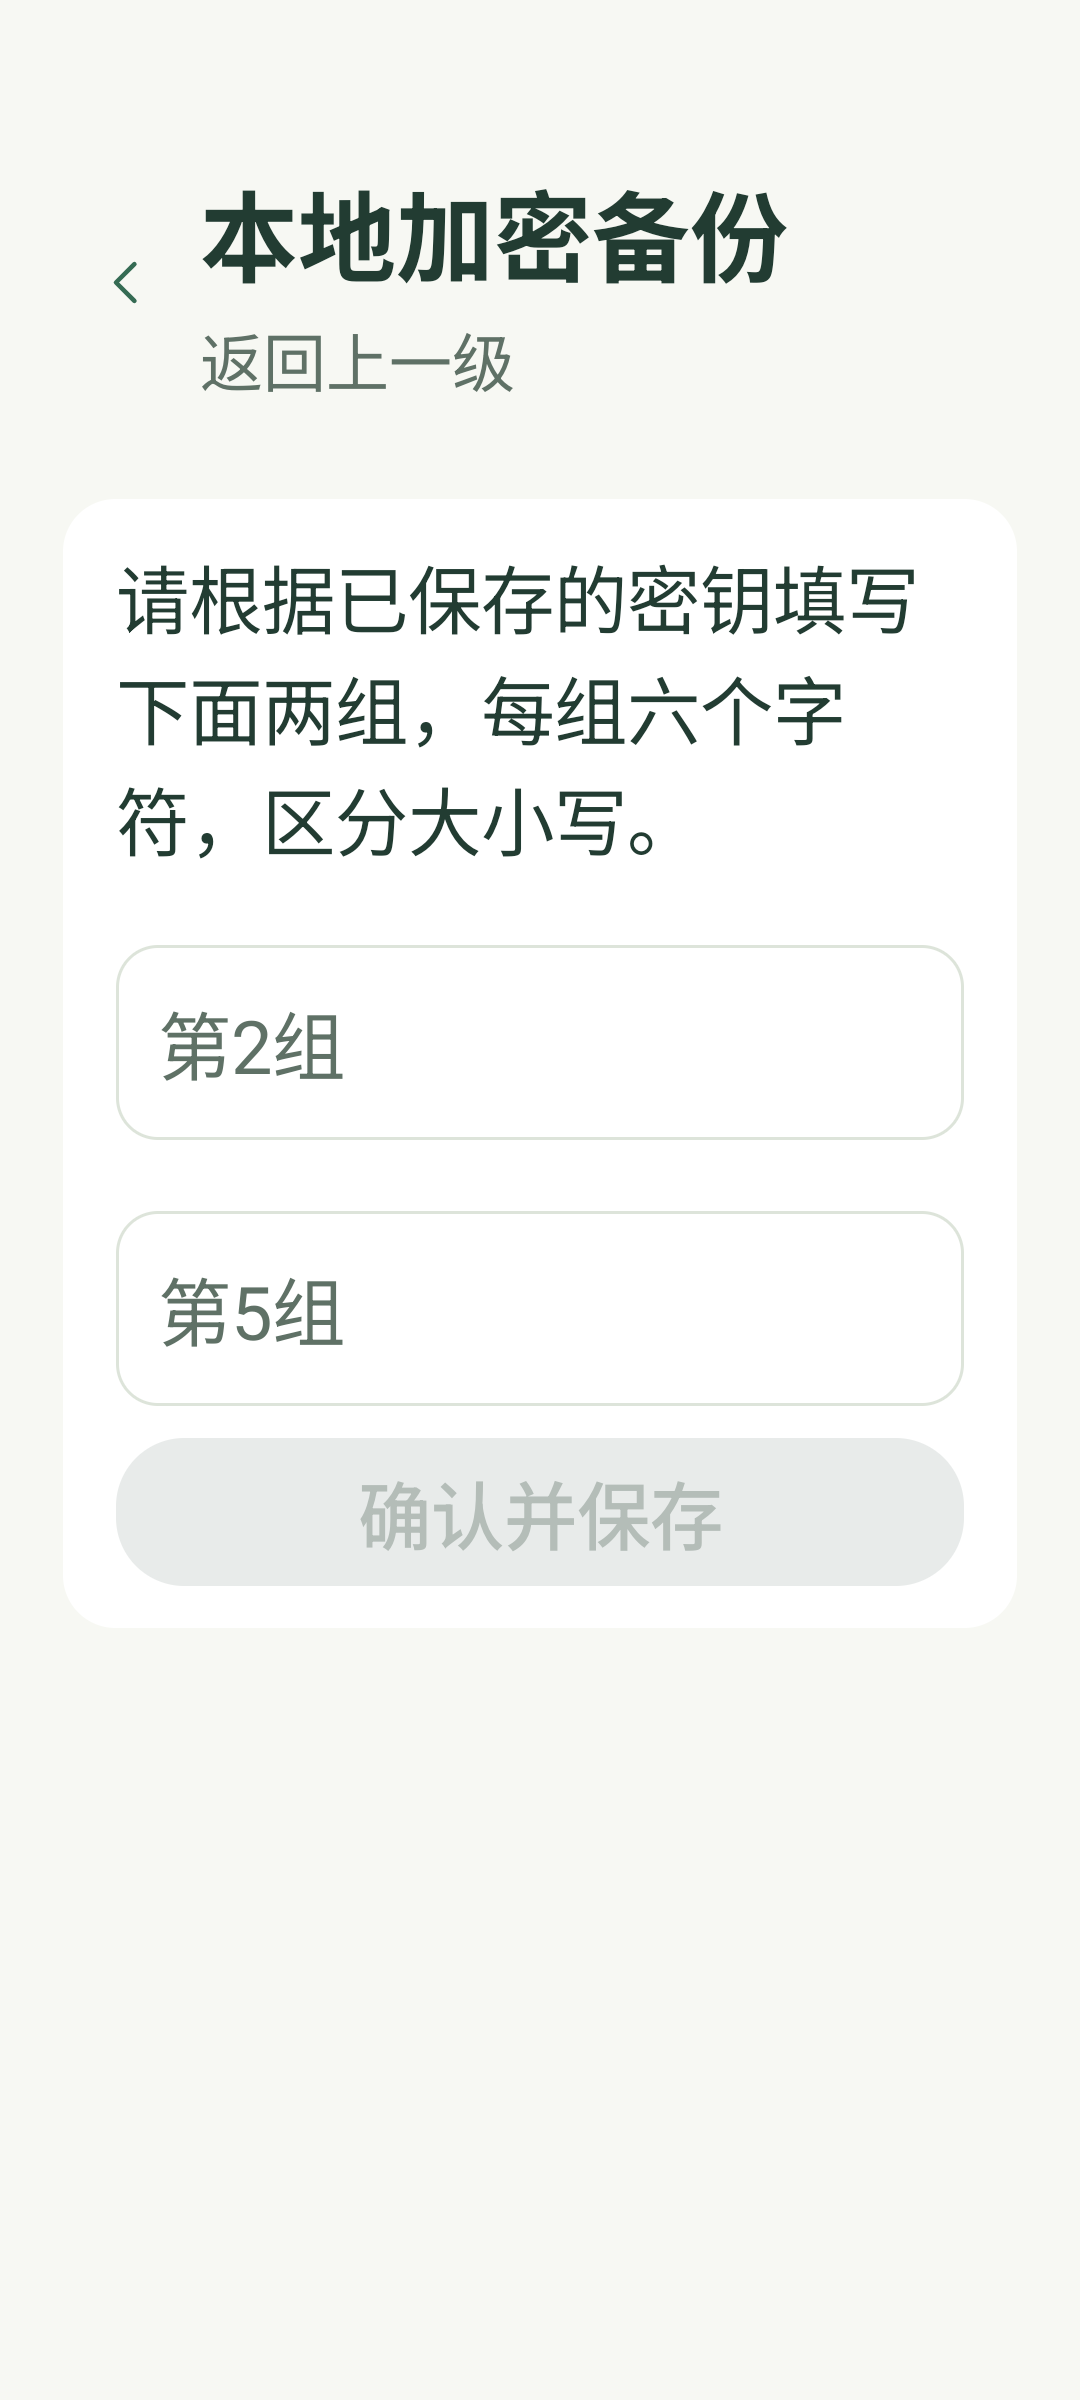 本地加密备份
返回上一级
请根据已保存的密钥填写
下面两组，每组六个字
符，区分大小写。
第2组
第5组
确认并保存